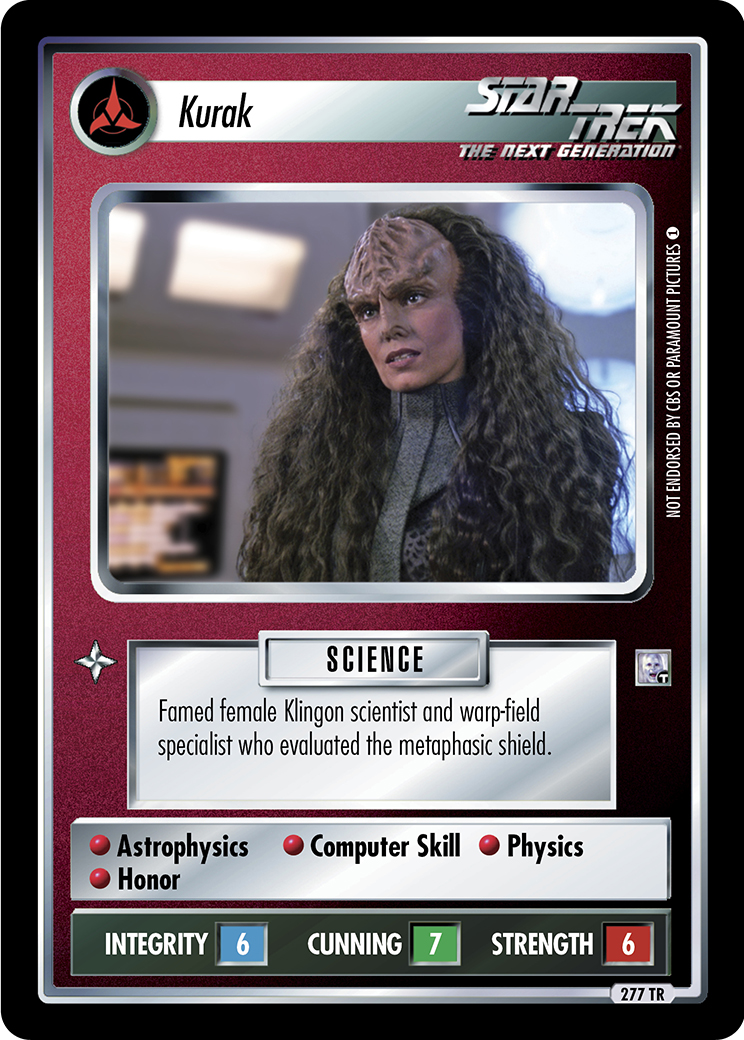 Kurak
STAR TREK
THE NEXT GENERATION
NOT ENDORSED BY CBS OR PARAMOUNT PICTURES 1
SCIENCE
Famed female Klingon scientist and warp-field
specialist who evaluated the metaphasic shield.
T
Astrophysics Computer Skill Physics
Honor
INTEGRITY 6 CUNNING 7 STRENGTH 6
277 TR